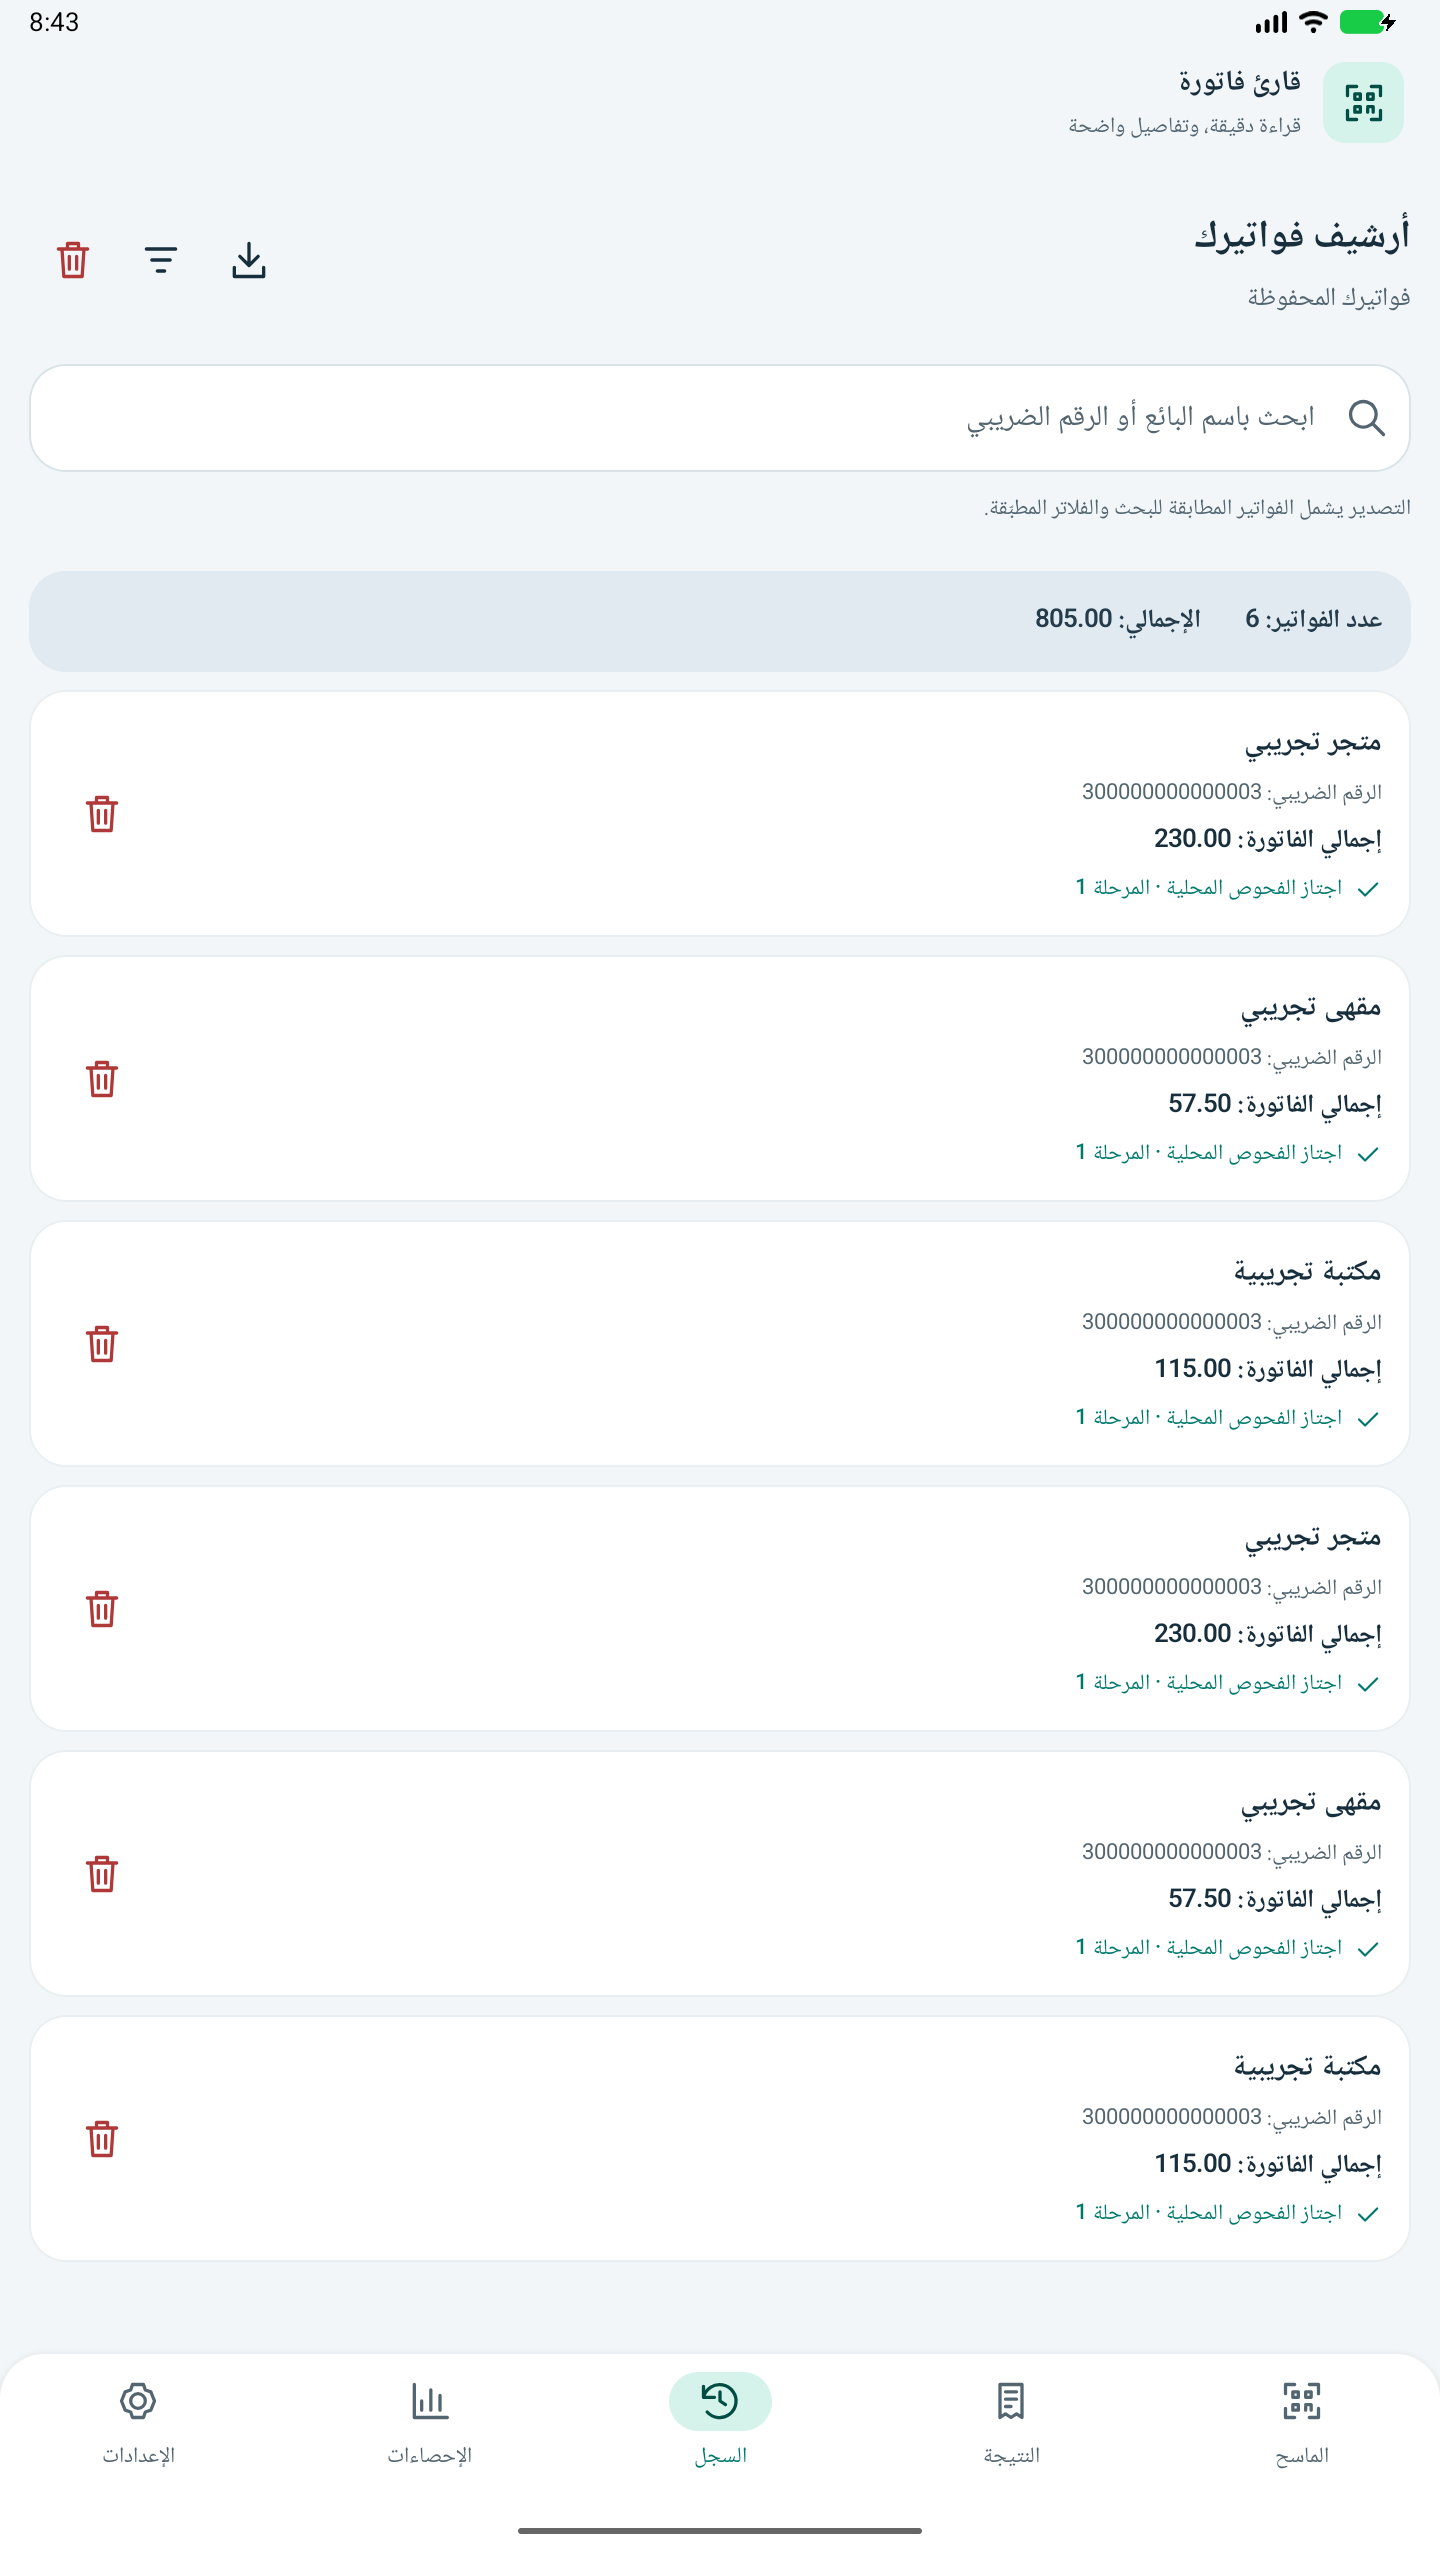 8:43
قارئ فاتورة
قراءة دقيقة، وتفاصيل واضحة
أرشيف فواتيرك
فواتيرك المحفوظة
ابحث باسم البائع أو الرقم الضريبي
التصدير يشمل الفواتير المطابقة للبحث والفلاتر المطبّقة.
عدد الفواتير: 6 الإجمالي: 805.00
متجر تجريبي
الرقم الضريبي: 300000000000003
إجمالي الفاتورة: 230.00
اجتاز الفحوص المحلية · المرحلة 1
مقهى تجريبي
الرقم الضريبي: 300000000000003
إجمالي الفاتورة: 57.50
اجتاز الفحوص المحلية · المرحلة 1
مكتبة تجريبية
الرقم الضريبي: 300000000000003
إجمالي الفاتورة: 115.00
اجتاز الفحوص المحلية · المرحلة 1
متجر تجريبي
الرقم الضريبي: 300000000000003
إجمالي الفاتورة: 230.00
اجتاز الفحوص المحلية · المرحلة 1
مقهى تجريبي
الرقم الضريبي: 300000000000003
إجمالي الفاتورة: 57.50
اجتاز الفحوص المحلية · المرحلة 1
مكتبة تجريبية
الرقم الضريبي: 300000000000003
إجمالي الفاتورة: 115.00
اجتاز الفحوص المحلية · المرحلة 1
الماسح النتيجة السجل الإحصاءات الإعدادات